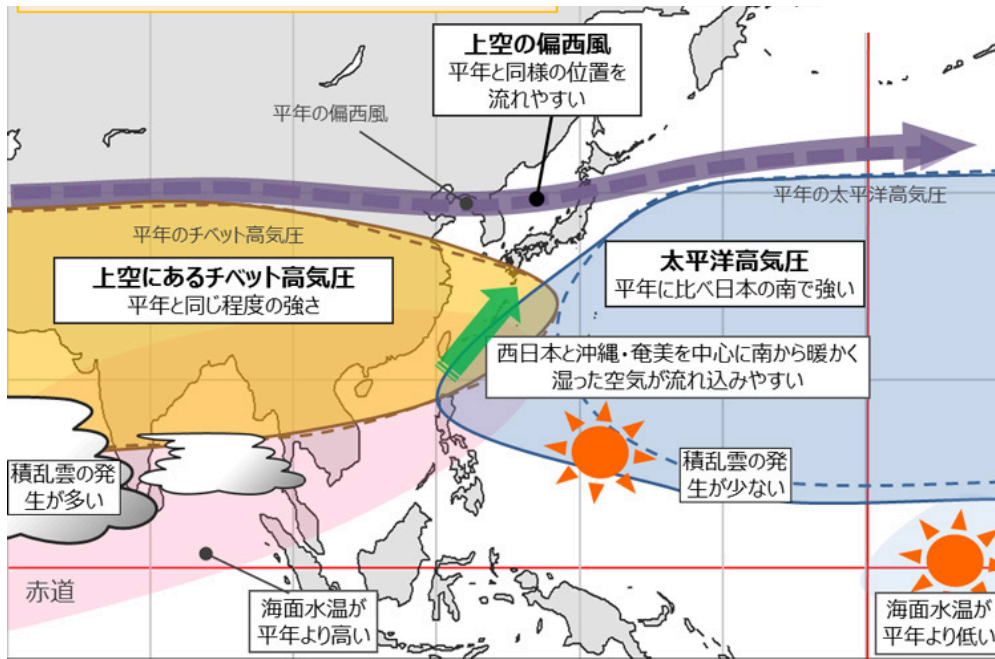 上空の偏西風
平年と同様の位置を
流れやすい
平年の偏西風
平年の太平洋高気圧
平年のチベット高気圧
上空にあるチベット高気圧
平年と同じ程度の強さ
太平洋高気圧
平年に比べ日本の南で強い
西日本と沖縄・奄美を中心に南から暖かく
湿った空気が流れ込みやすい
積乱雲の発
生が多い
積乱雲の発
生が少ない
赤道
海面水温が
平年より高い
海面水温が
平年より低い